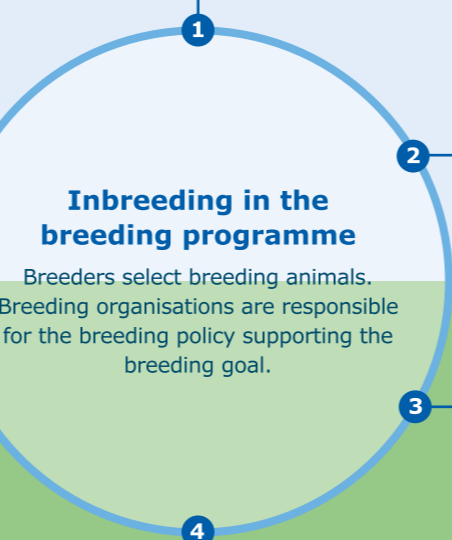 1
2
Inbreeding in the
breeding programme
Breeders select breeding animals.
Breeding organisations are responsible
for the breeding policy supporting the
breeding goal.
3
4